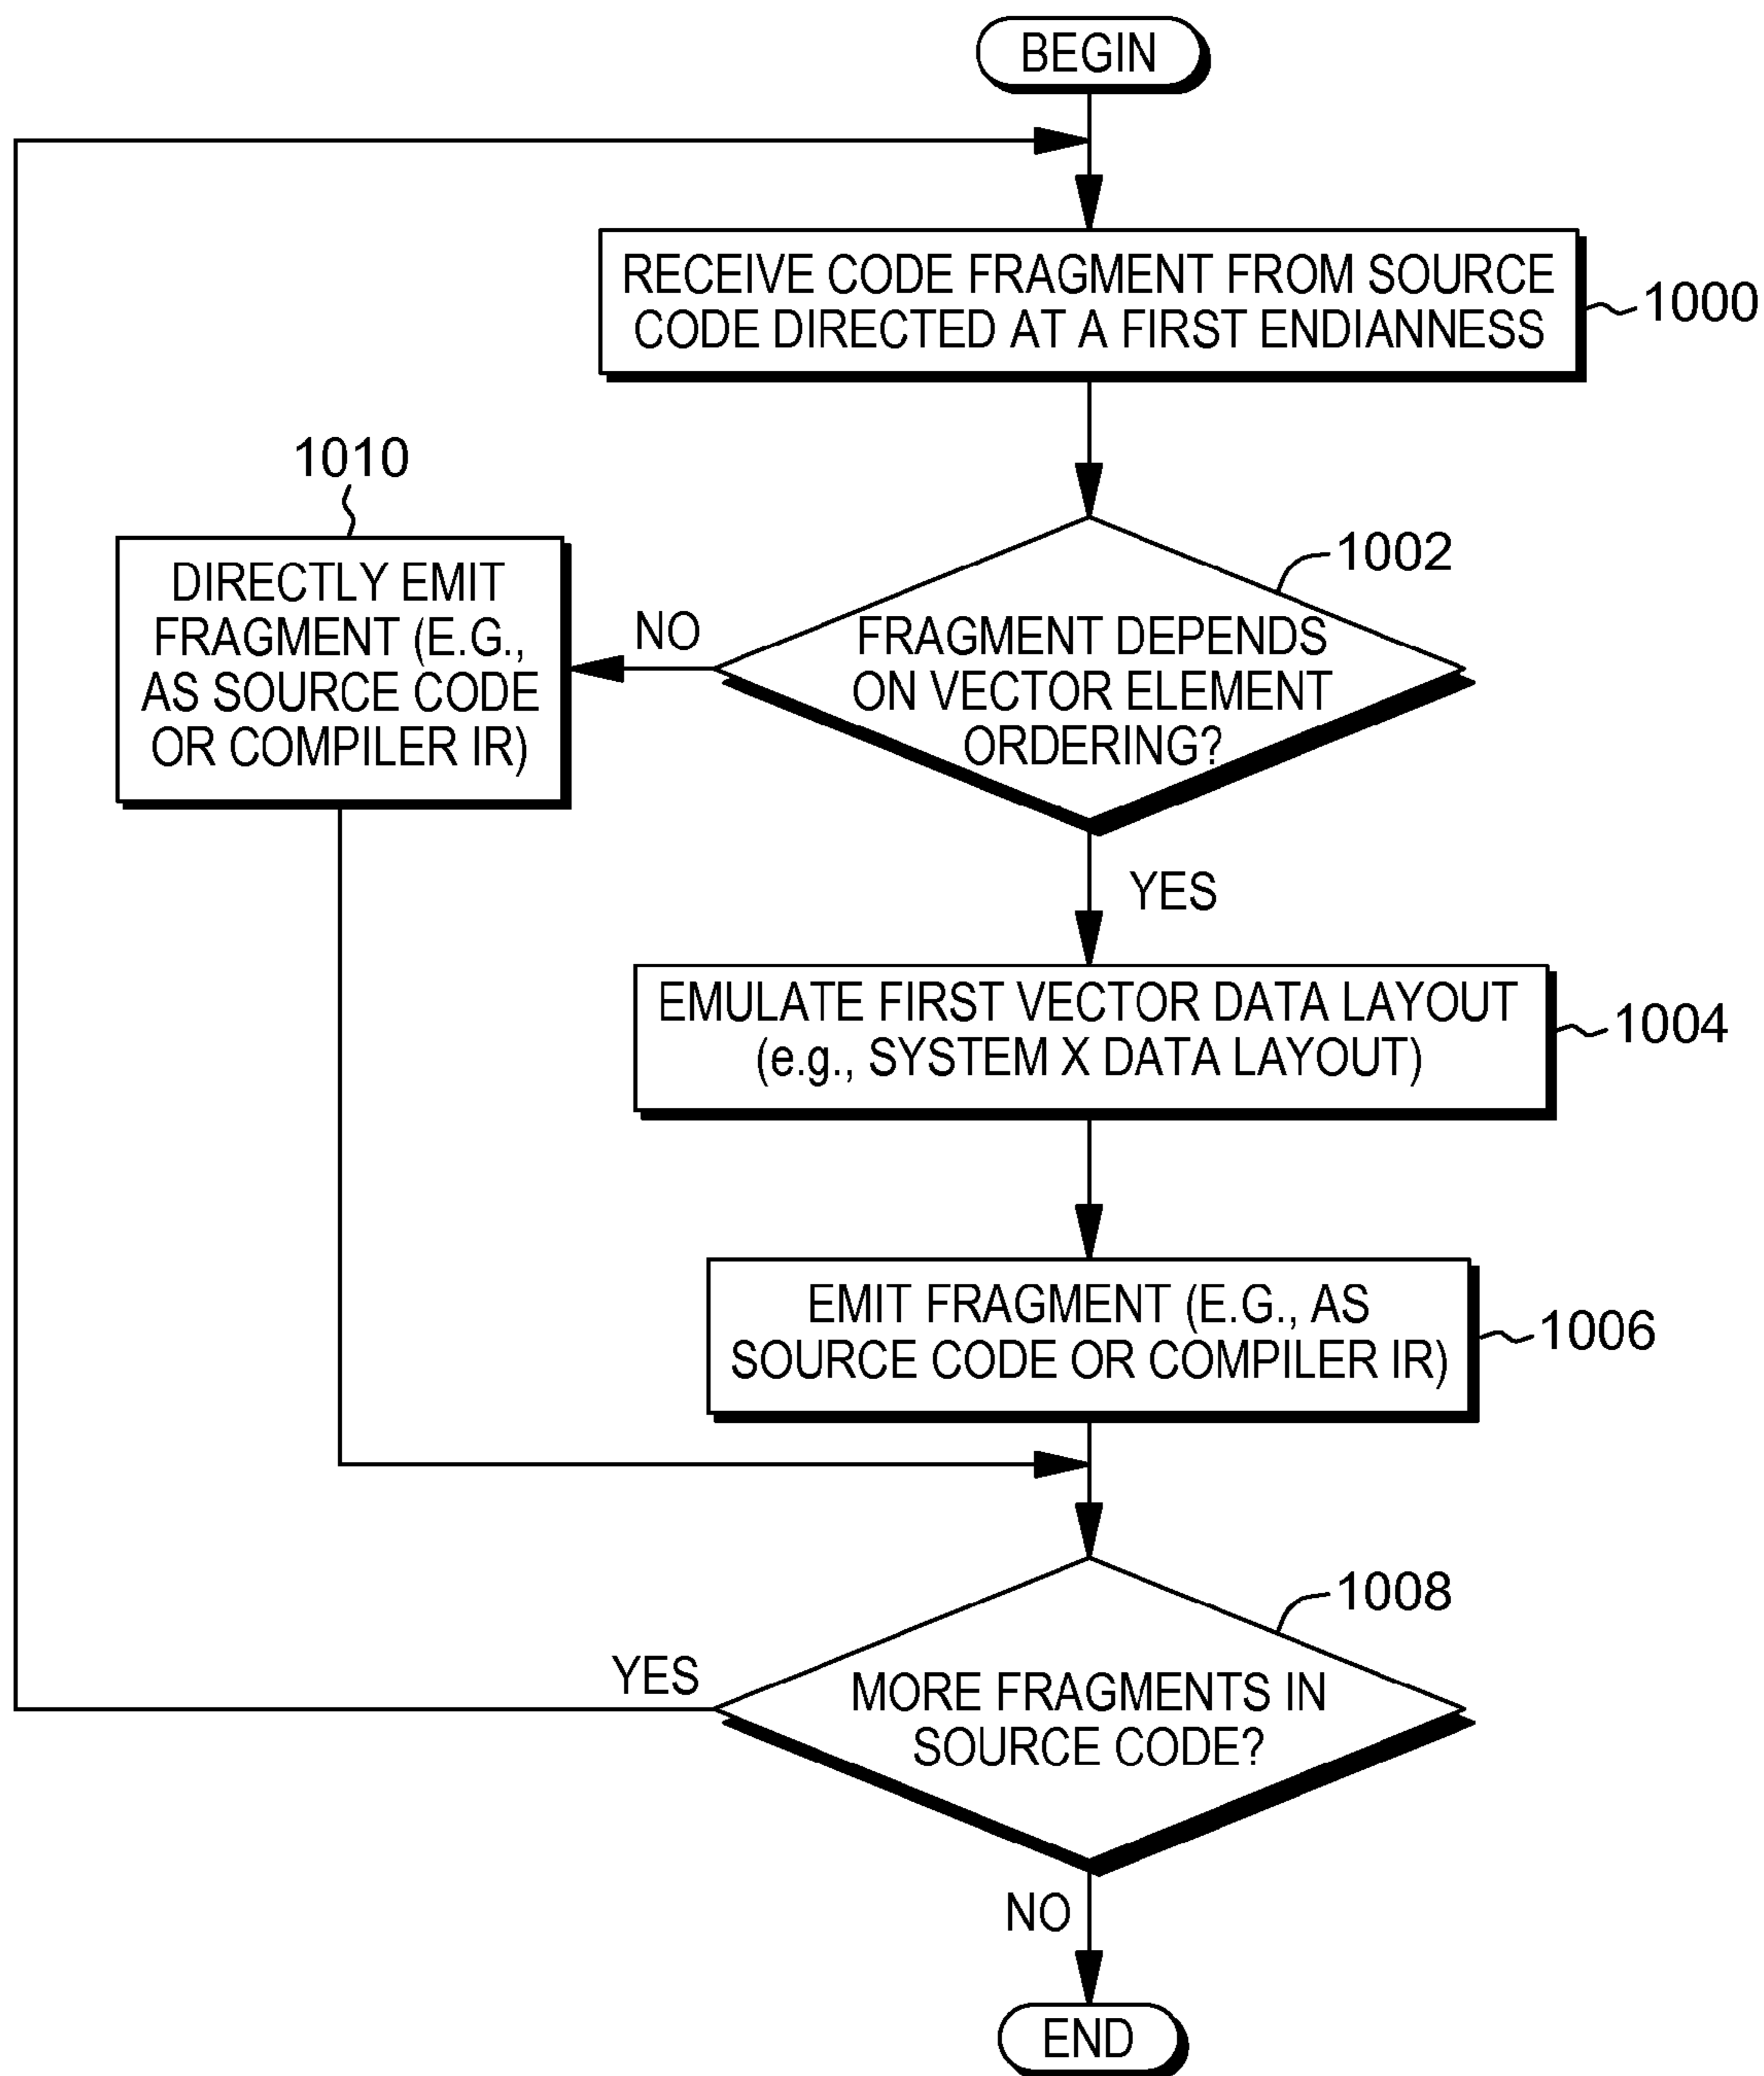 BEGIN
RECEIVE CODE FRAGMENT FROM SOURCE
CODE DIRECTED AT A FIRST ENDIANNESS
1000
1010
DIRECTLY EMIT
FRAGMENT (E.G.,
AS SOURCE CODE
OR COMPILER IR)
NO
1002
FRAGMENT DEPENDS
ON VECTOR ELEMENT
ORDERING?
YES
EMULATE FIRST VECTOR DATA LAYOUT
(e.g., SYSTEM X DATA LAYOUT)
1004
EMIT FRAGMENT (E.G., AS
SOURCE CODE OR COMPILER IR)
1006
1008
YES
MORE FRAGMENTS IN
SOURCE CODE?
NO
END